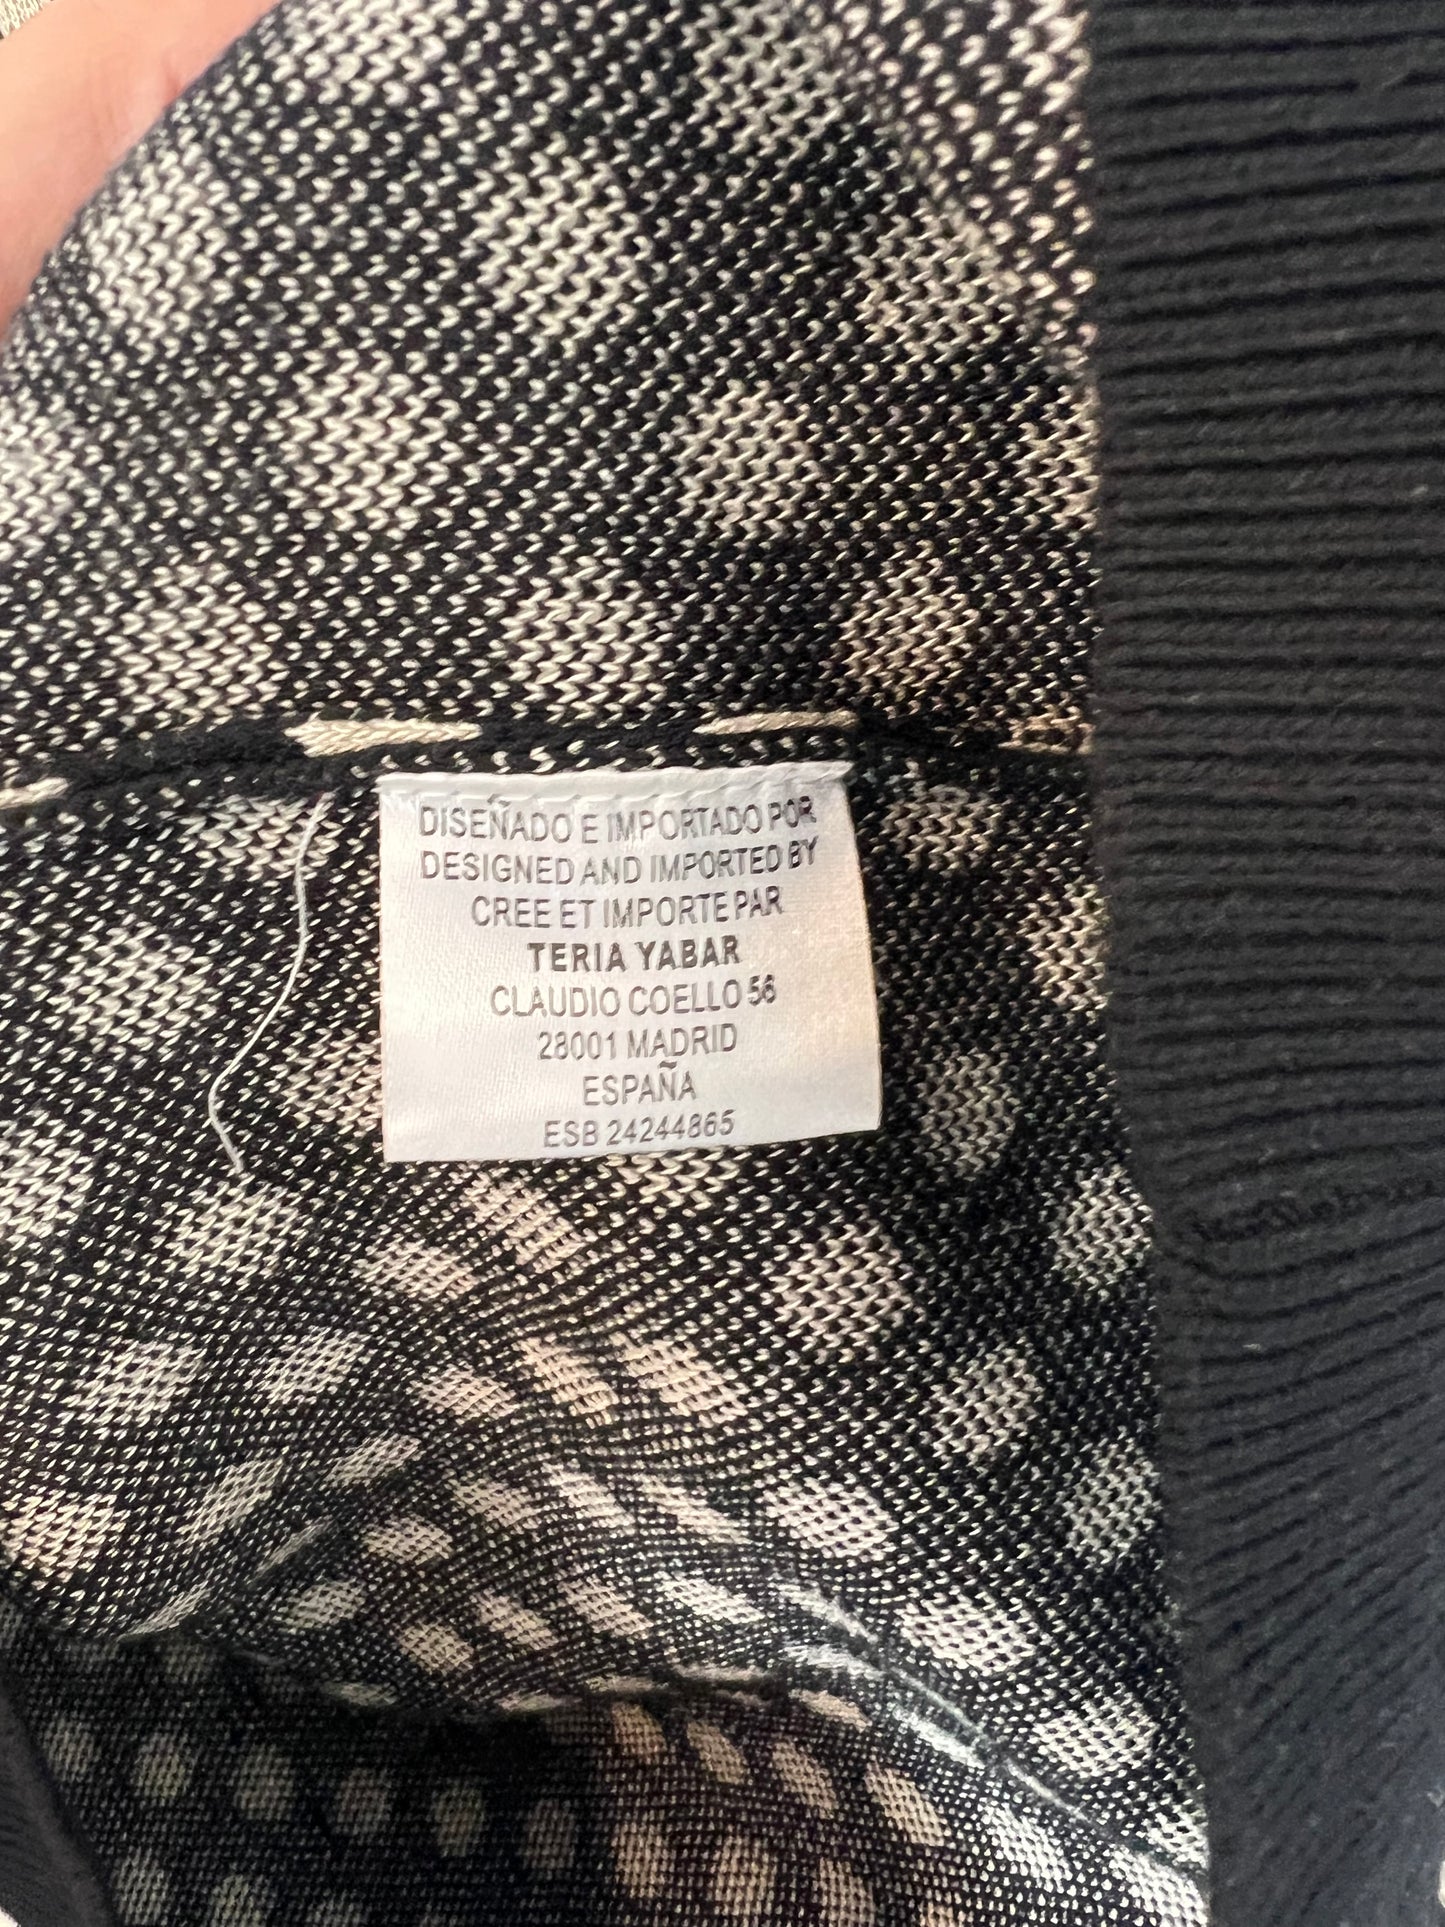 DISEÑADO E IMPORTADO POR
DESIGNED AND IMPORTED BY
CREE ET IMPORTE PAR
TERIA YABAR
CLAUDIO COELLO 56
28001 MADRID
ESPAÑA
ESB 24244865